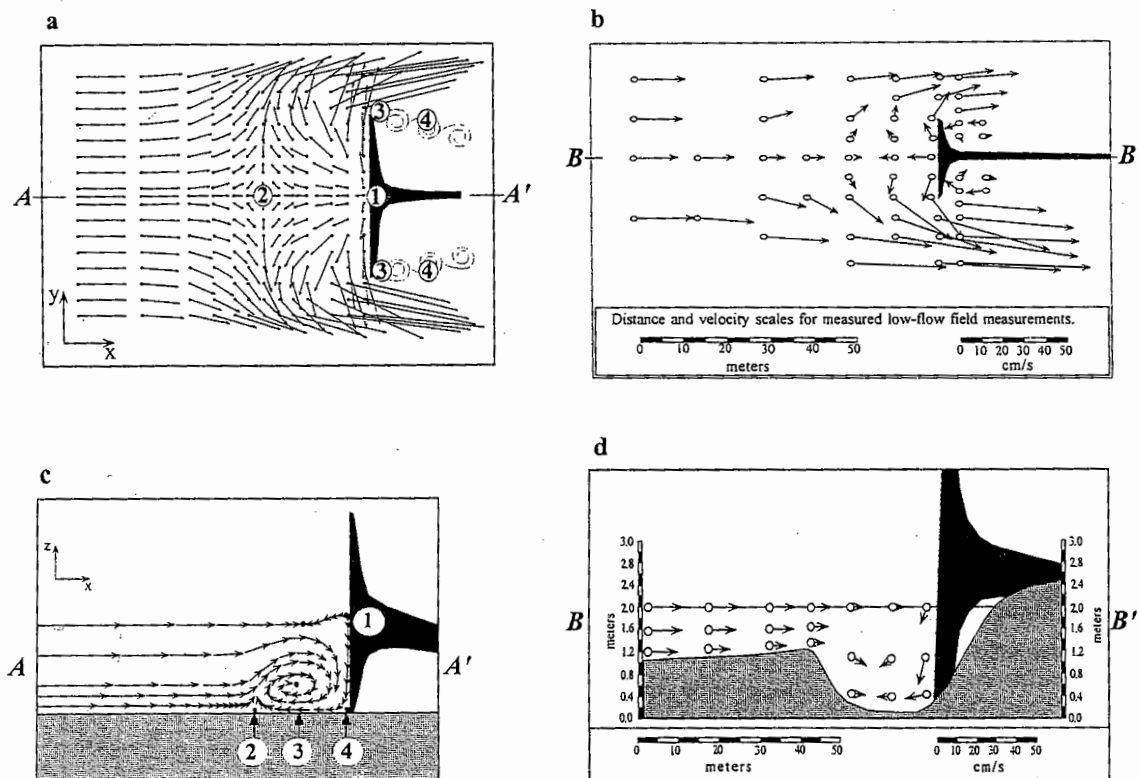 a
A
A'
1
2
3
4
3
4
y
x
b
B
B
Distance and velocity scales for measured low-flow field measurements.
0 10 20 30 40 50
meters
0 10 20 30 40 50
cm/s
c
z
x
A
A'
1
2
3
4
d
B
B'
3.0
2.4
2.0
1.6
1.2
0.8
0.4
0.0
meters
3.0
2.4
2.0
1.6
1.2
0.8
0.4
0.0
meters
0 10 20 30 40 50
meters
0 10 20 30 40 50
cm/s